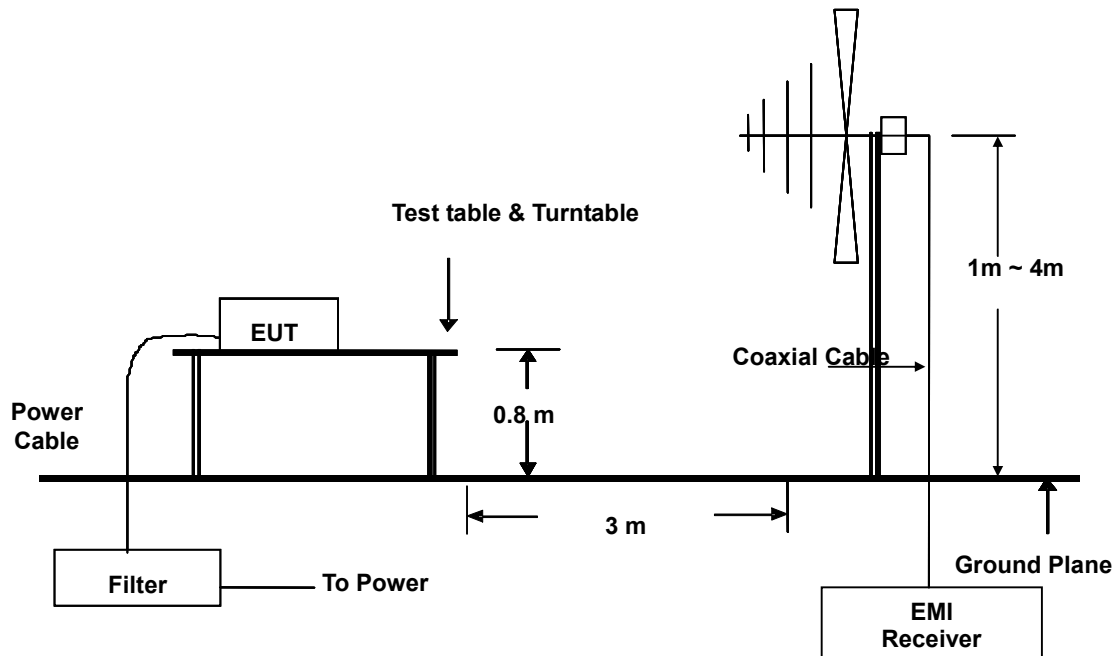 Test table & Turntable
1m ~ 4m
EUT
Coaxial Cable
0.8 m
Power
Cable
3 m
Ground Plane
Filter
To Power
EMI
Receiver